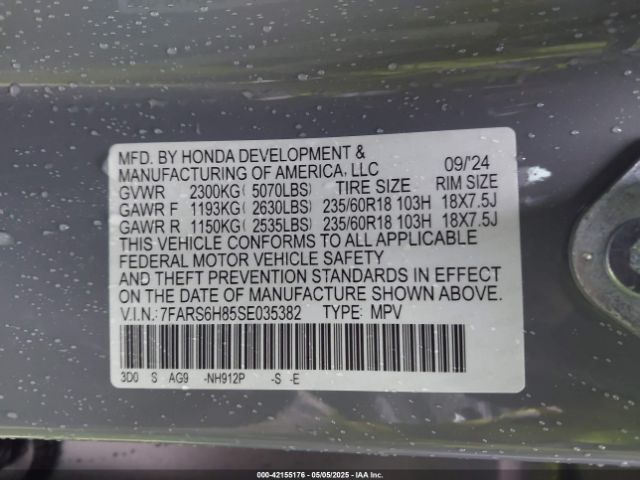 MFD. BY HONDA DEVELOPMENT &
MANUFACTURING OF AMERICA, LLC 09/'24
GVWR 2300KG( 5070LBS) TIRE SIZE RIM SIZE
GAWR F 1193KG( 2630LBS) 235/60R18 103H 18X7.5J
GAWR R 1150KG( 2535LBS) 235/60R18 103H 18X7.5J
THIS VEHICLE CONFORMS TO ALL APPLICABLE
FEDERAL MOTOR VEHICLE SAFETY
AND THEFT PREVENTION STANDARDS IN EFFECT
ON THE DATE OF MANUFACTURE SHOWN ABOVE.
V.I.N.: 7FARS6H85SE035382 TYPE: MPV
3D0 S AG9 -NH912P -S -E
000-42155176 - 05/05/2025 - IAA Inc.